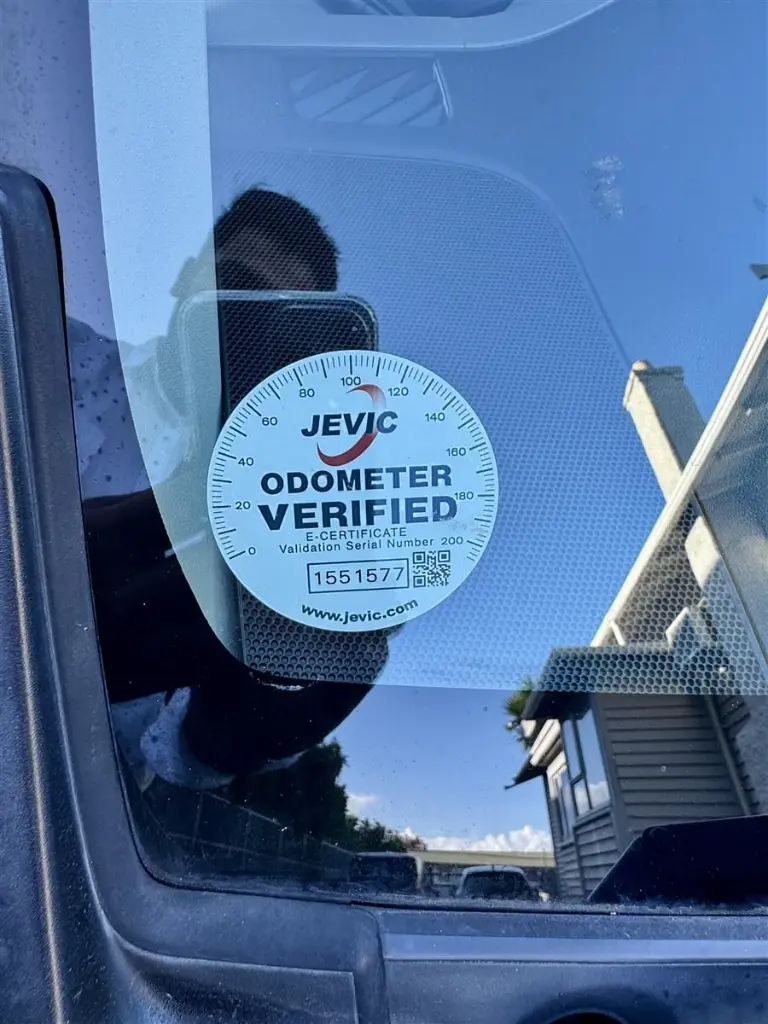 0 20 40 60 80 100 120 140 160 180 200
JEVIC
ODOMETER
VERIFIED
E-CERTIFICATE
Validation Serial Number
1551577
www.jevic.com